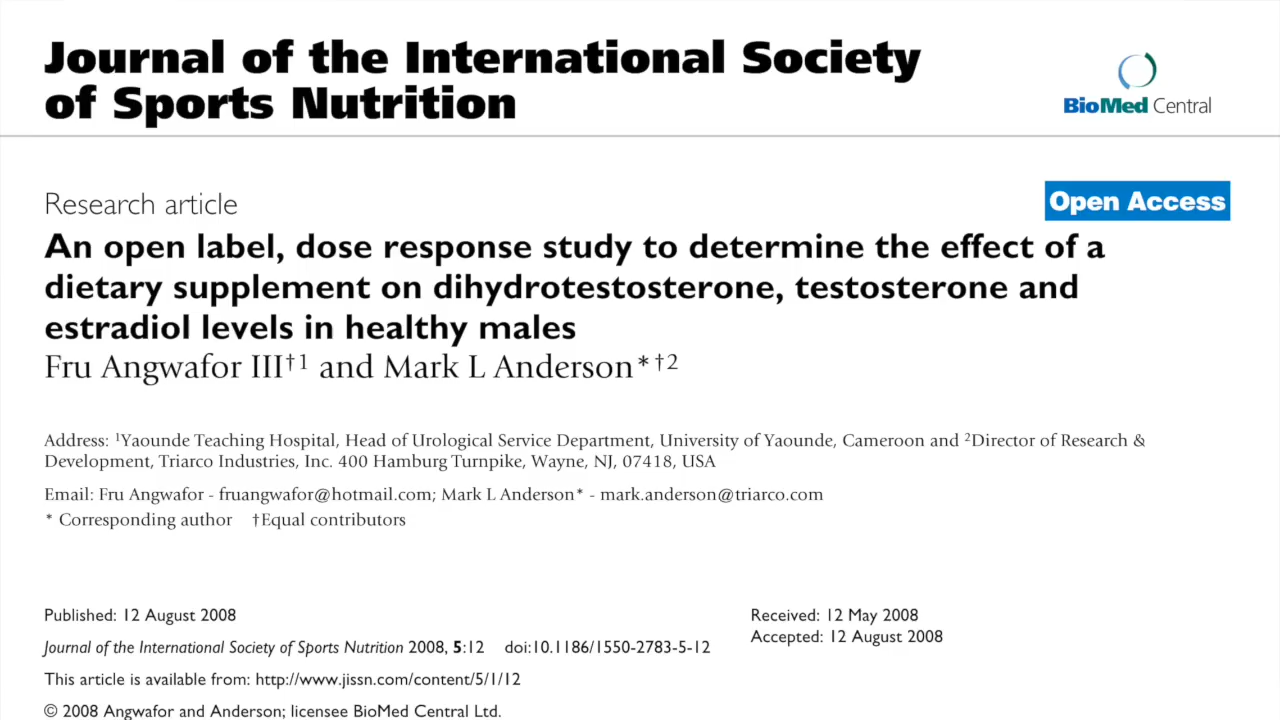 Journal of the International Society
of Sports Nutrition
BioMed Central
Research article
Open Access
An open label, dose response study to determine the effect of a
dietary supplement on dihydrotestosterone, testosterone and
estradiol levels in healthy males
Fru Angwafor III†1 and Mark L Anderson*†2
Address: 1Yaounde Teaching Hospital, Head of Urological Service Department, University of Yaounde, Cameroon and 2Director of Research &
Development, Triarco Industries, Inc. 400 Hamburg Turnpike, Wayne, NJ, 07418, USA
Email: Fru Angwafor - fruangwafor@hotmail.com; Mark L Anderson* - mark.anderson@triarco.com
* Corresponding author †Equal contributors
Published: 12 August 2008
Journal of the International Society of Sports Nutrition 2008, 5:12 doi:10.1186/1550-2783-5-12
This article is available from: http://www.jissn.com/content/5/1/12
© 2008 Angwafor and Anderson; licensee BioMed Central Ltd.
Received: 12 May 2008
Accepted: 12 August 2008